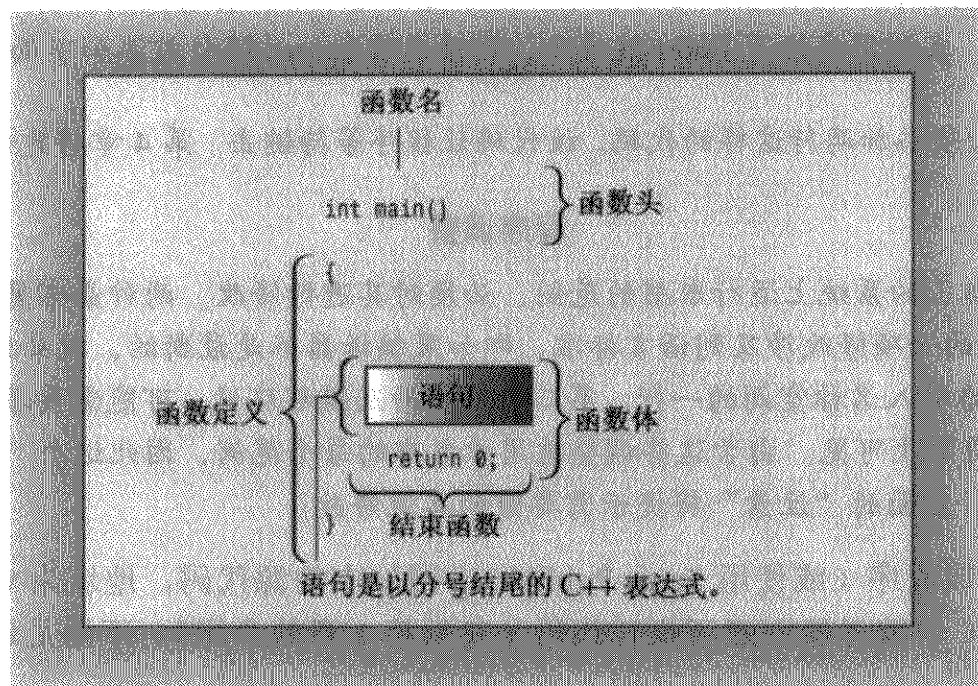 函数名
int main() 函数头
{
语句
函数定义 函数体
return 0;
} 结束函数
语句是以分号结尾的 C++ 表达式。